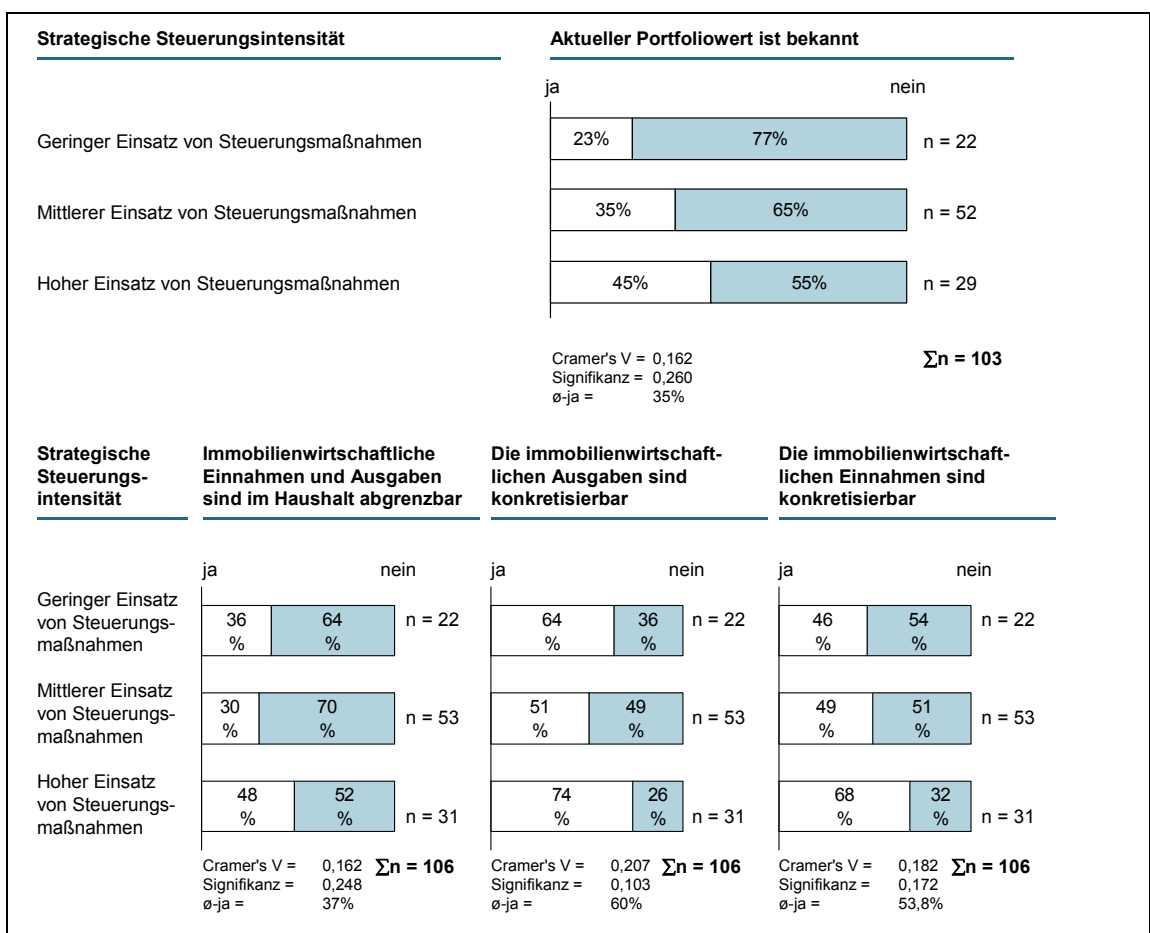 Strategische Steuerungsintensität
Aktueller Portfoliowert ist bekannt
ja nein
Geringer Einsatz von Steuerungsmaßnahmen 23% 77% n = 22
Mittlerer Einsatz von Steuerungsmaßnahmen 35% 65% n = 52
Hoher Einsatz von Steuerungsmaßnahmen 45% 55% n = 29
Cramer's V = 0,162 Σn = 103
Signifikanz = 0,260
ø-ja = 35%
Strategische
Steuerungs-
intensität
Immobilienwirtschaftliche
Einnahmen und Ausgaben
sind im Haushalt abgrenzbar
Die immobilienwirtschaft-
lichen Ausgaben sind
konkretisierbar
Die immobilienwirtschaft-
lichen Einnahmen sind
konkretisierbar
ja nein ja nein ja nein
Geringer Einsatz
von Steuerungs-
maßnahmen
36 64 n = 22 64 36 n = 22 46 54 n = 22
% % % % % %
Mittlerer Einsatz
von Steuerungs-
maßnahmen
30 70 n = 53 51 49 n = 53 49 51 n = 53
% % % % % %
Hoher Einsatz
von Steuerungs-
maßnahmen
48 52 n = 31 74 26 n = 31 68 32 n = 31
% % % % % %
Cramer's V = 0,162 Σn = 106 Cramer's V = 0,207 Σn = 106 Cramer's V = 0,182 Σn = 106
Signifikanz = 0,248 Signifikanz = 0,103 Signifikanz = 0,172
ø-ja = 37% ø-ja = 60% ø-ja = 53,8%